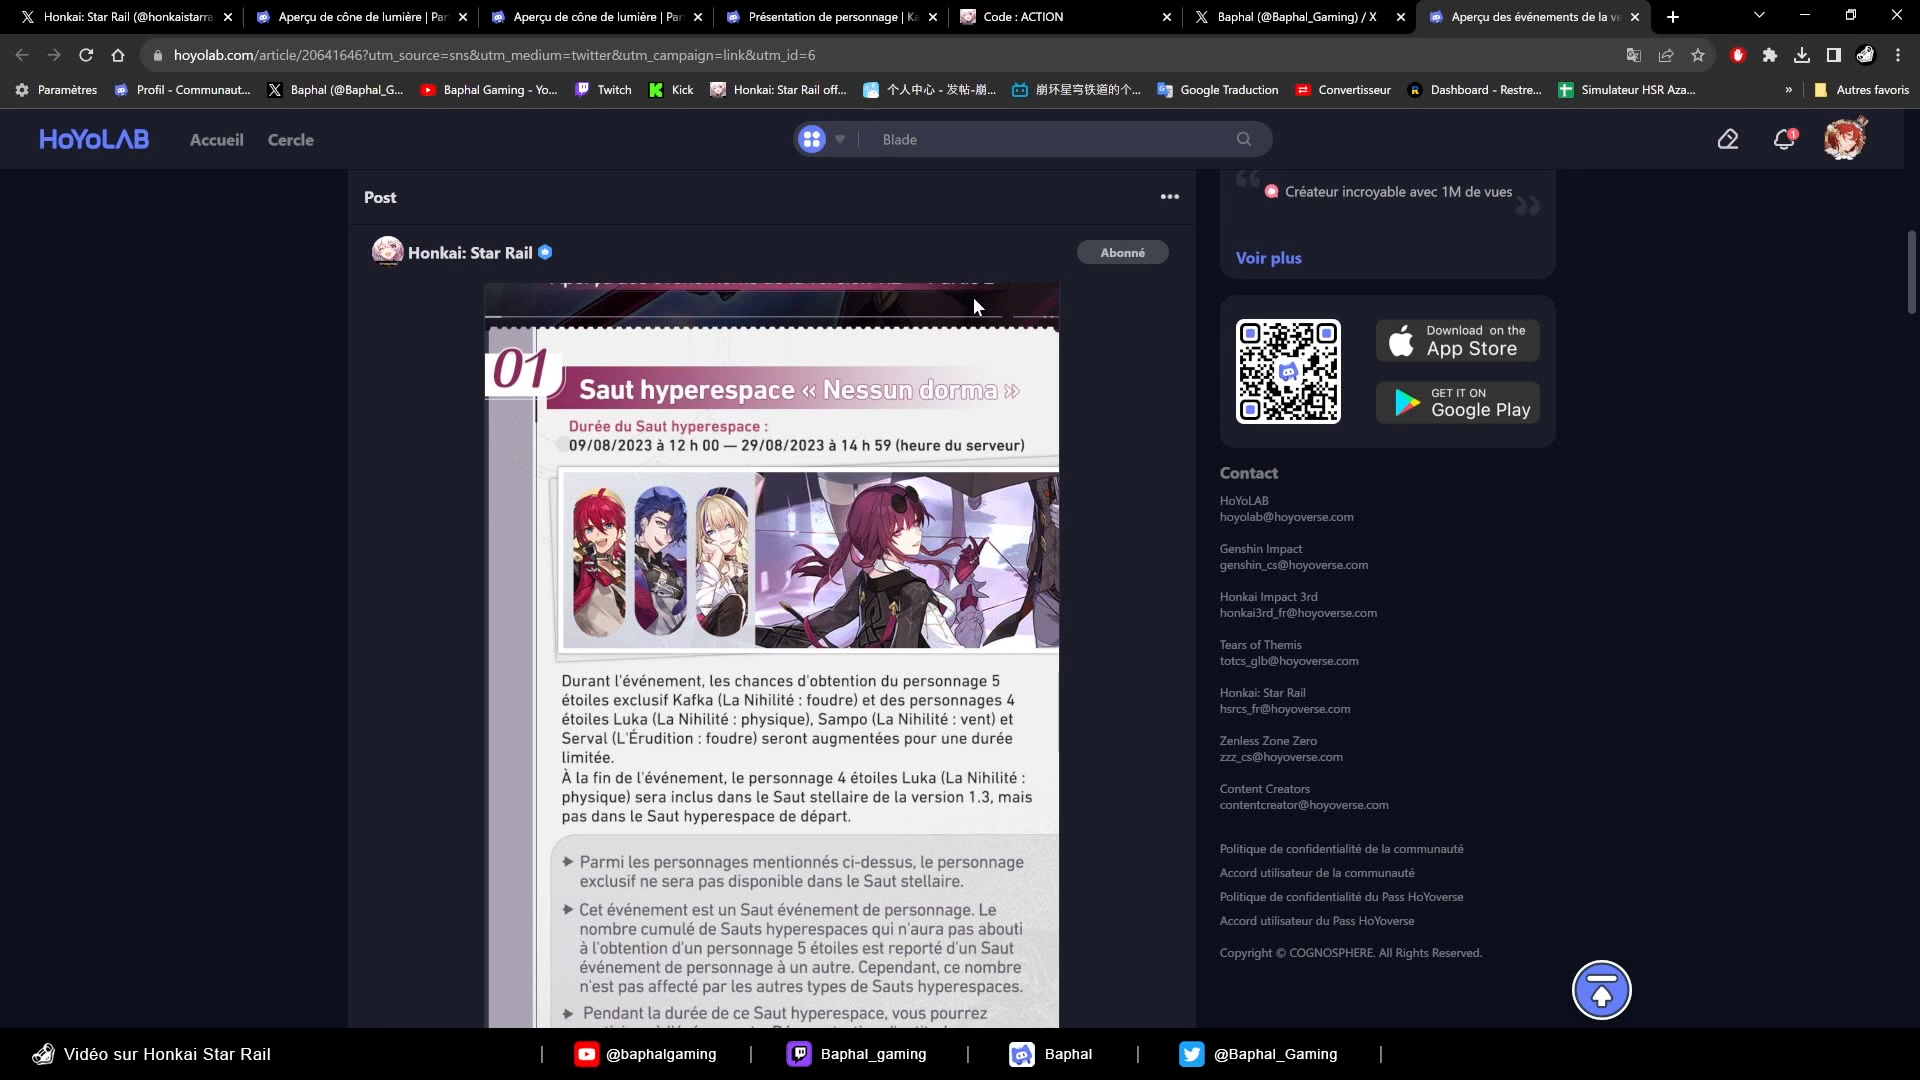 Honkai: Star Rail (@honkaistarra
Aperçu de cône de lumière | Par
Aperçu de cône de lumière | Par
Présentation de personnage | Ka
Code : ACTION
Baphal (@Baphal_Gaming) / X
Aperçu des événements de la ve
hoyolab.com/article/20641646?utm_source=sns&utm_medium=twitter&utm_campaign=link&utm_id=6
Paramètres
Profil - Communaut...
Baphal (@Baphal_G...
Baphal Gaming - Yo...
Twitch
Kick
Honkai: Star Rail off...
个人中心 - 发帖-崩...
崩坏星穹铁道的个...
Google Traduction
Convertisseur
Dashboard - Restre...
Simulateur HSR Aza...
»
Autres favoris
HoYoLAB
Accueil
Cercle
Blade
1
Post
Honkai: Star Rail
Abonné
01
Saut hyperespace « Nessun dorma »
Durée du Saut hyperespace :
09/08/2023 à 12 h 00 — 29/08/2023 à 14 h 59 (heure du serveur)
Durant l'événement, les chances d'obtention du personnage 5
étoiles exclusif Kafka (La Nihilité : foudre) et des personnages 4
étoiles Luka (La Nihilité : physique), Sampo (La Nihilité : vent) et
Serval (L'Érudition : foudre) seront augmentées pour une durée
limitée.
À la fin de l'événement, le personnage 4 étoiles Luka (La Nihilité :
physique) sera inclus dans le Saut stellaire de la version 1.3, mais
pas dans le Saut hyperespace de départ.
Parmi les personnages mentionnés ci-dessus, le personnage
exclusif ne sera pas disponible dans le Saut stellaire.
Cet événement est un Saut événement de personnage. Le
nombre cumulé de Sauts hyperespaces qui n'aura pas abouti
à l'obtention d'un personnage 5 étoiles est reporté d'un Saut
événement de personnage à un autre. Cependant, ce nombre
n'est pas affecté par les autres types de Sauts hyperespaces.
Pendant la durée de ce Saut hyperespace, vous pourrez
Créateur incroyable avec 1M de vues
Voir plus
Download on the
App Store
GET IT ON
Google Play
Contact
HoYoLAB
hoyolab@hoyoverse.com
Genshin Impact
genshin_cs@hoyoverse.com
Honkai Impact 3rd
honkai3rd_fr@hoyoverse.com
Tears of Themis
totcs_glb@hoyoverse.com
Honkai: Star Rail
hsrcs_fr@hoyoverse.com
Zenless Zone Zero
zzz_cs@hoyoverse.com
Content Creators
contentcreator@hoyoverse.com
Politique de confidentialité de la communauté
Accord utilisateur de la communauté
Politique de confidentialité du Pass HoYoverse
Accord utilisateur du Pass HoYoverse
Copyright © COGNOSPHERE. All Rights Reserved.
Vidéo sur Honkai Star Rail
@baphalgaming
Baphal_gaming
Baphal
@Baphal_Gaming